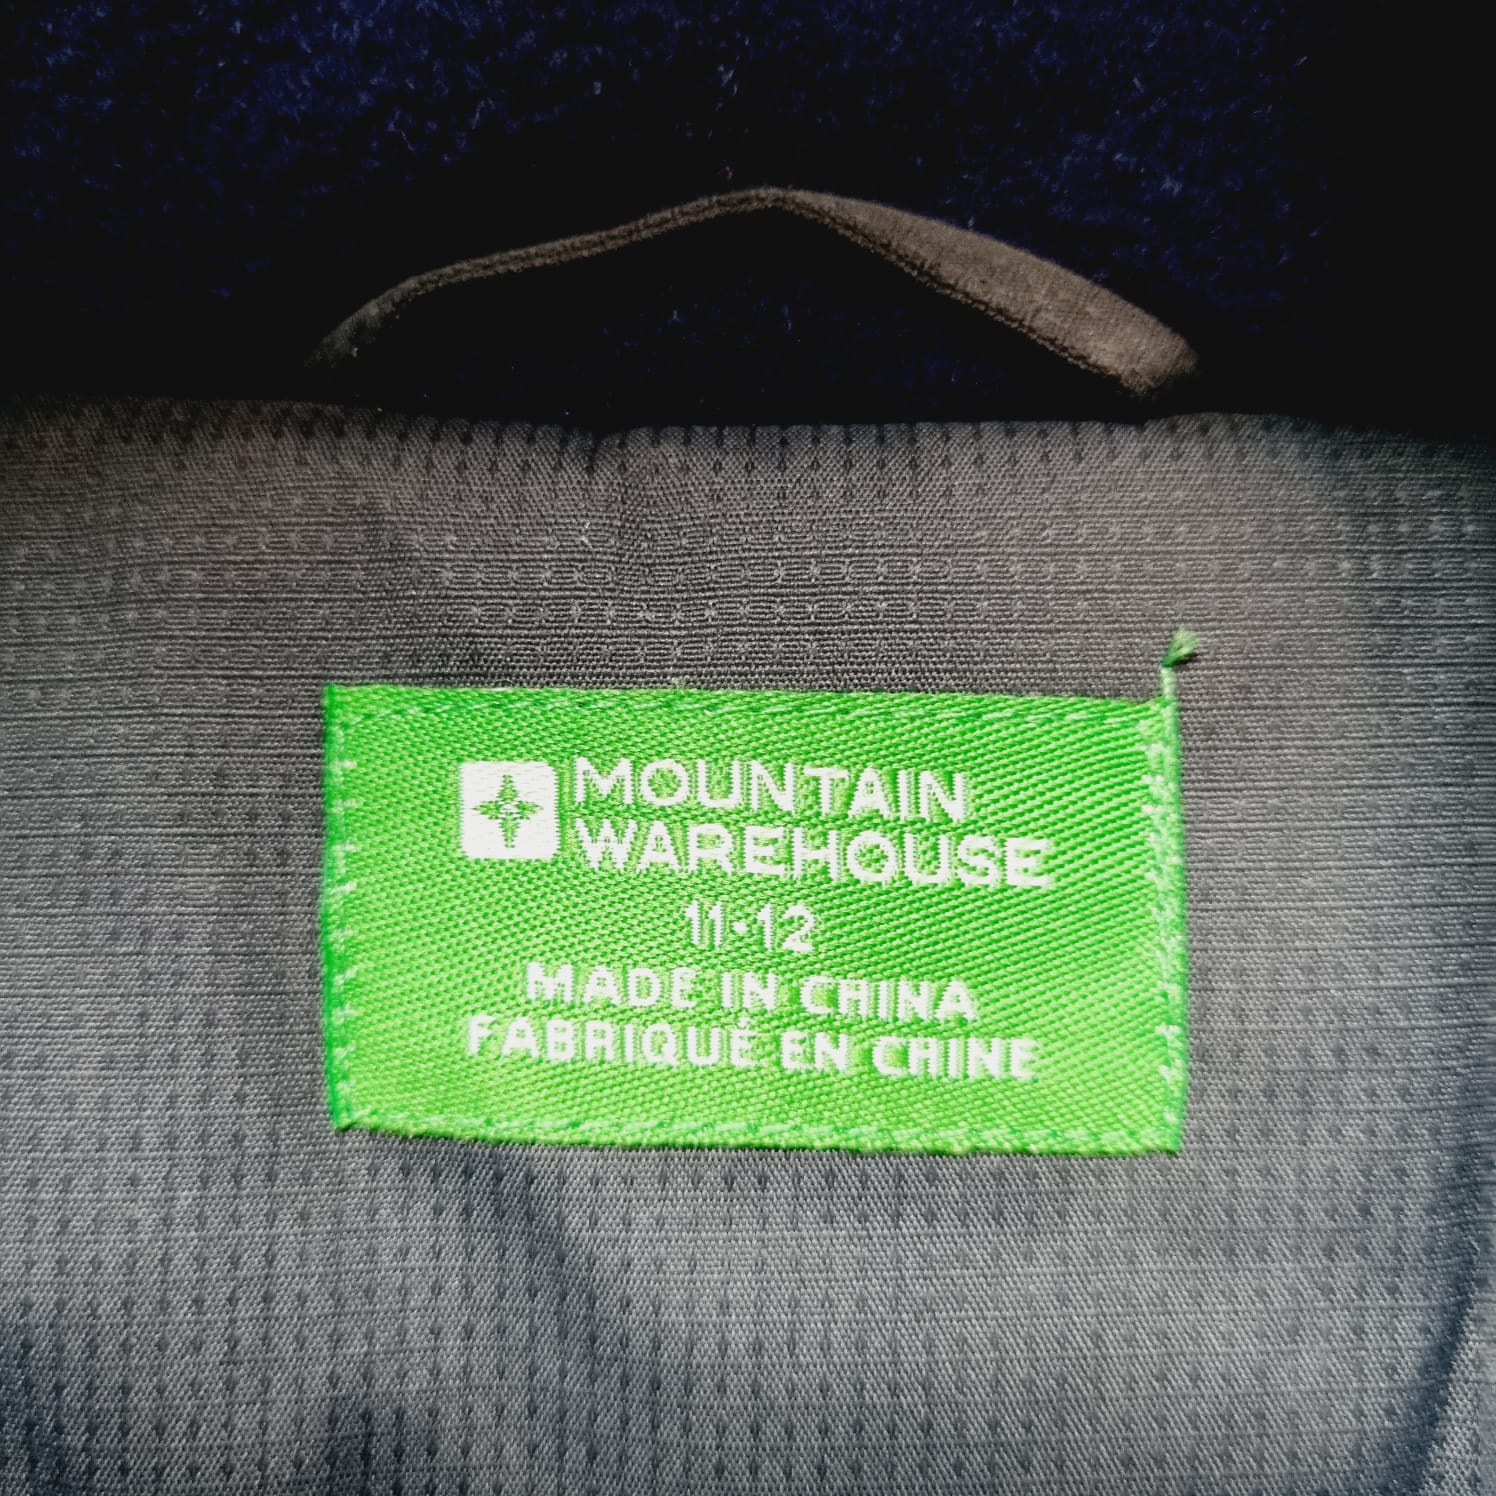 MOUNTAIN
WAREHOUSE
11·12
MADE IN CHINA
FABRIQUÉ EN CHINE